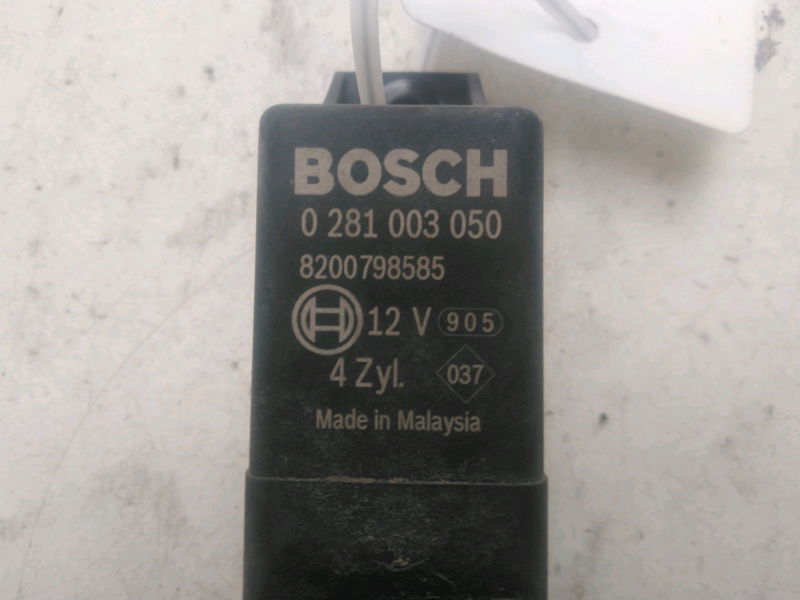 BOSCH
0 281 003 050
8200798585
12 V 905
4 Zyl. 037
Made in Malaysia